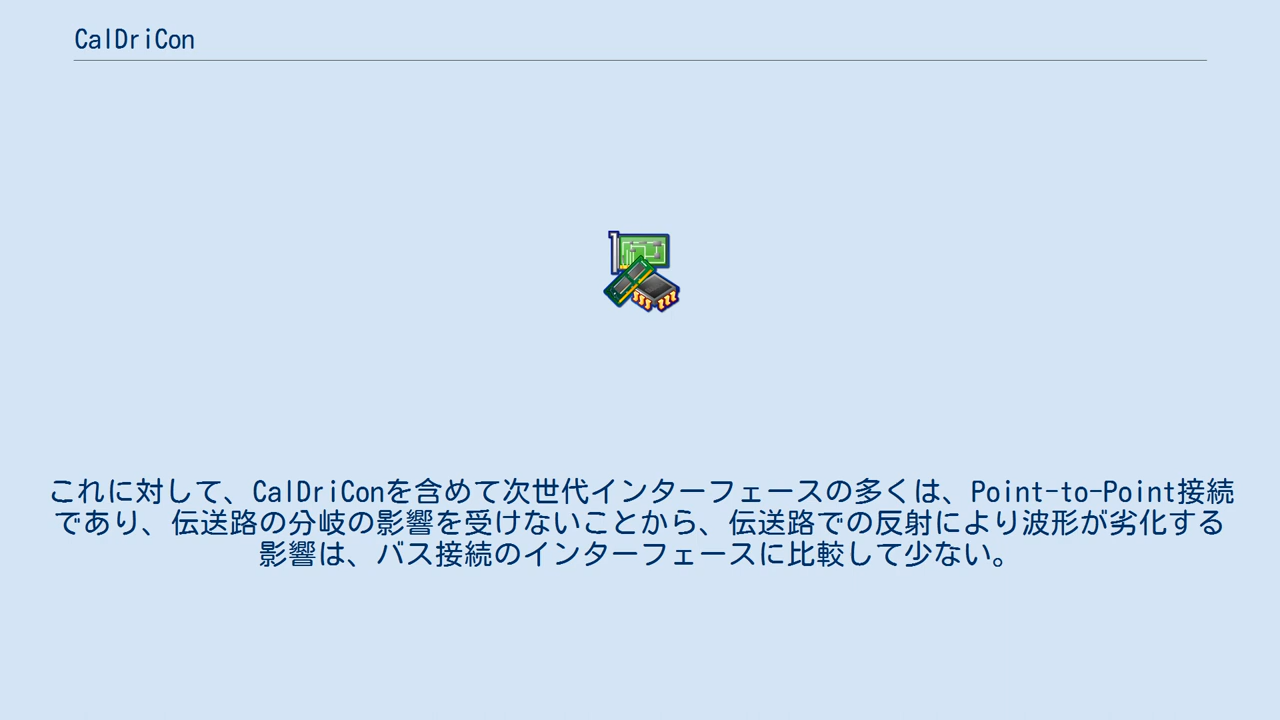 CalDriCon
これに対して、CalDriConを含めて次世代インターフェースの多くは、Point-to-Point接続
であり、伝送路の分岐の影響を受けないことから、伝送路での反射により波形が劣化する
影響は、バス接続のインターフェースに比較して少ない。